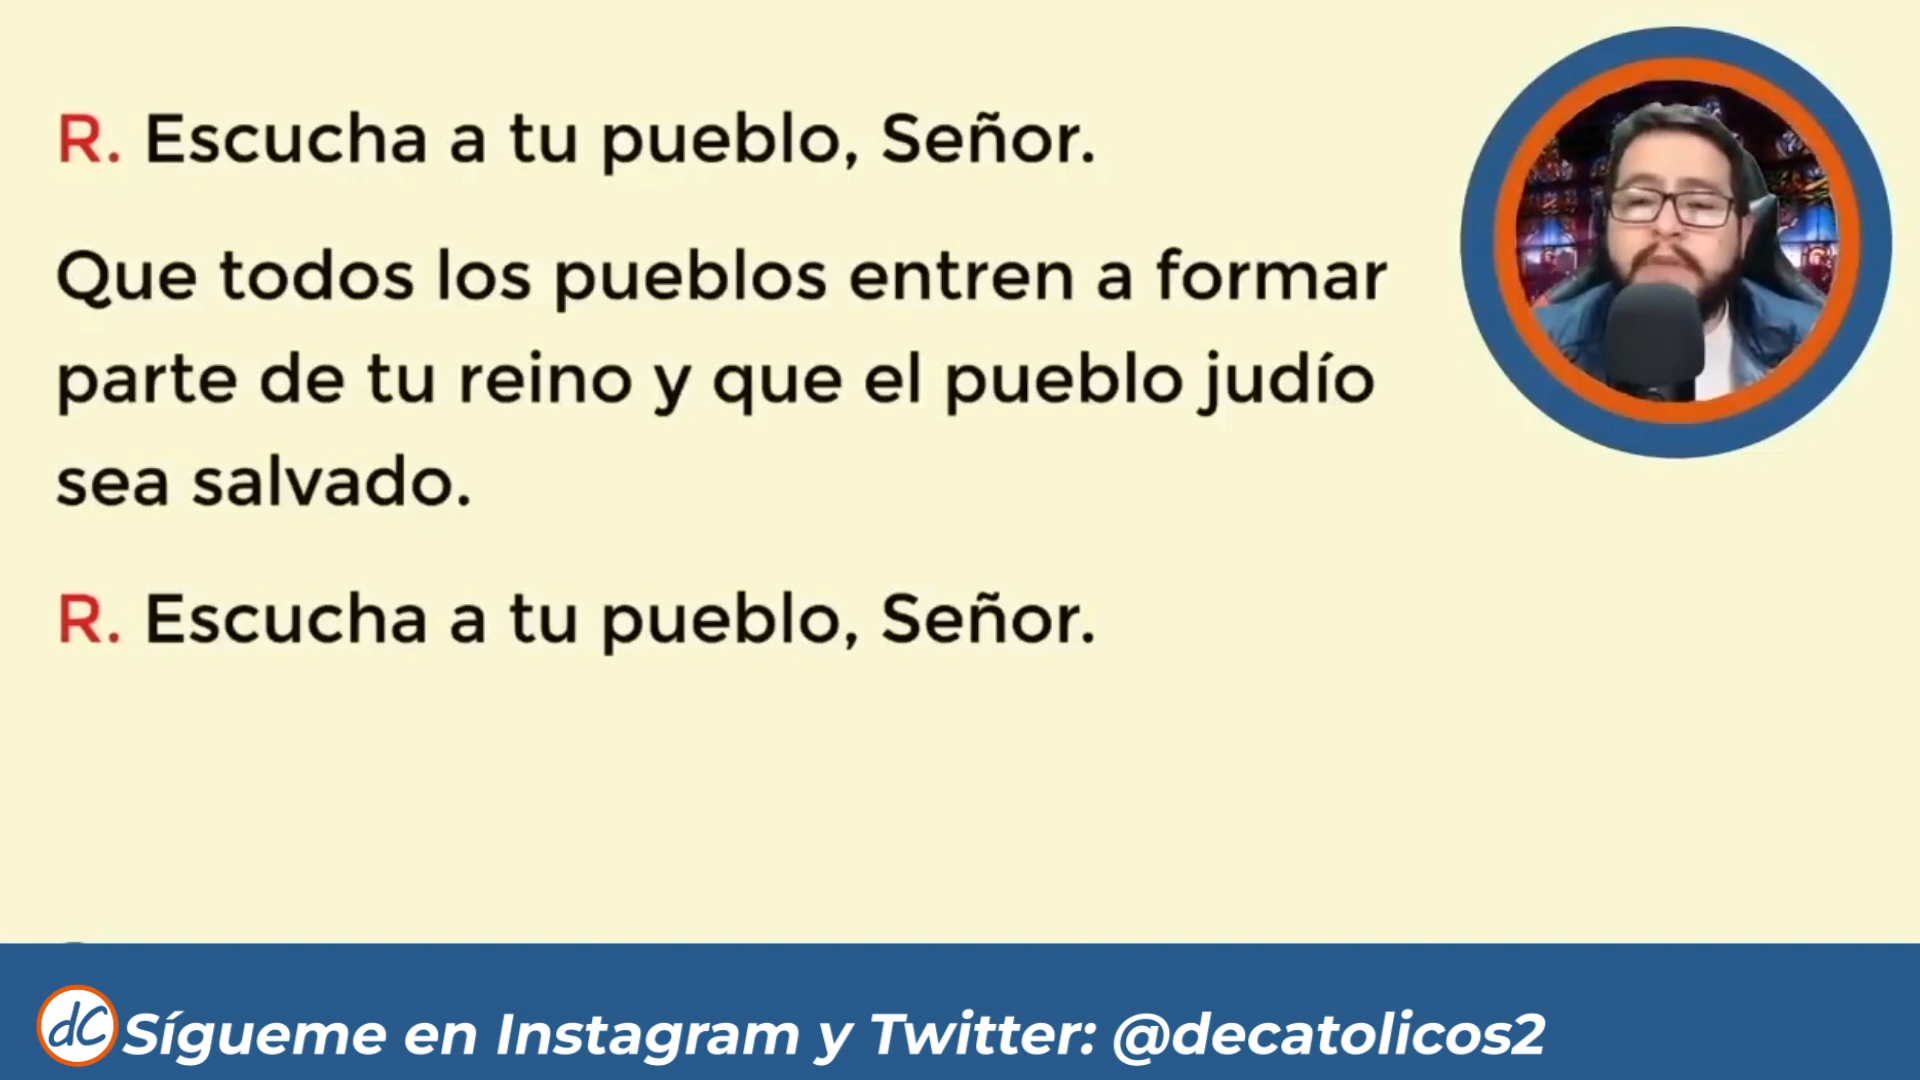 R. Escucha a tu pueblo, Señor.
Que todos los pueblos entren a formar
parte de tu reino y que el pueblo judío
sea salvado.
R. Escucha a tu pueblo, Señor.
dC Sígueme en Instagram y Twitter: @decatolicos2